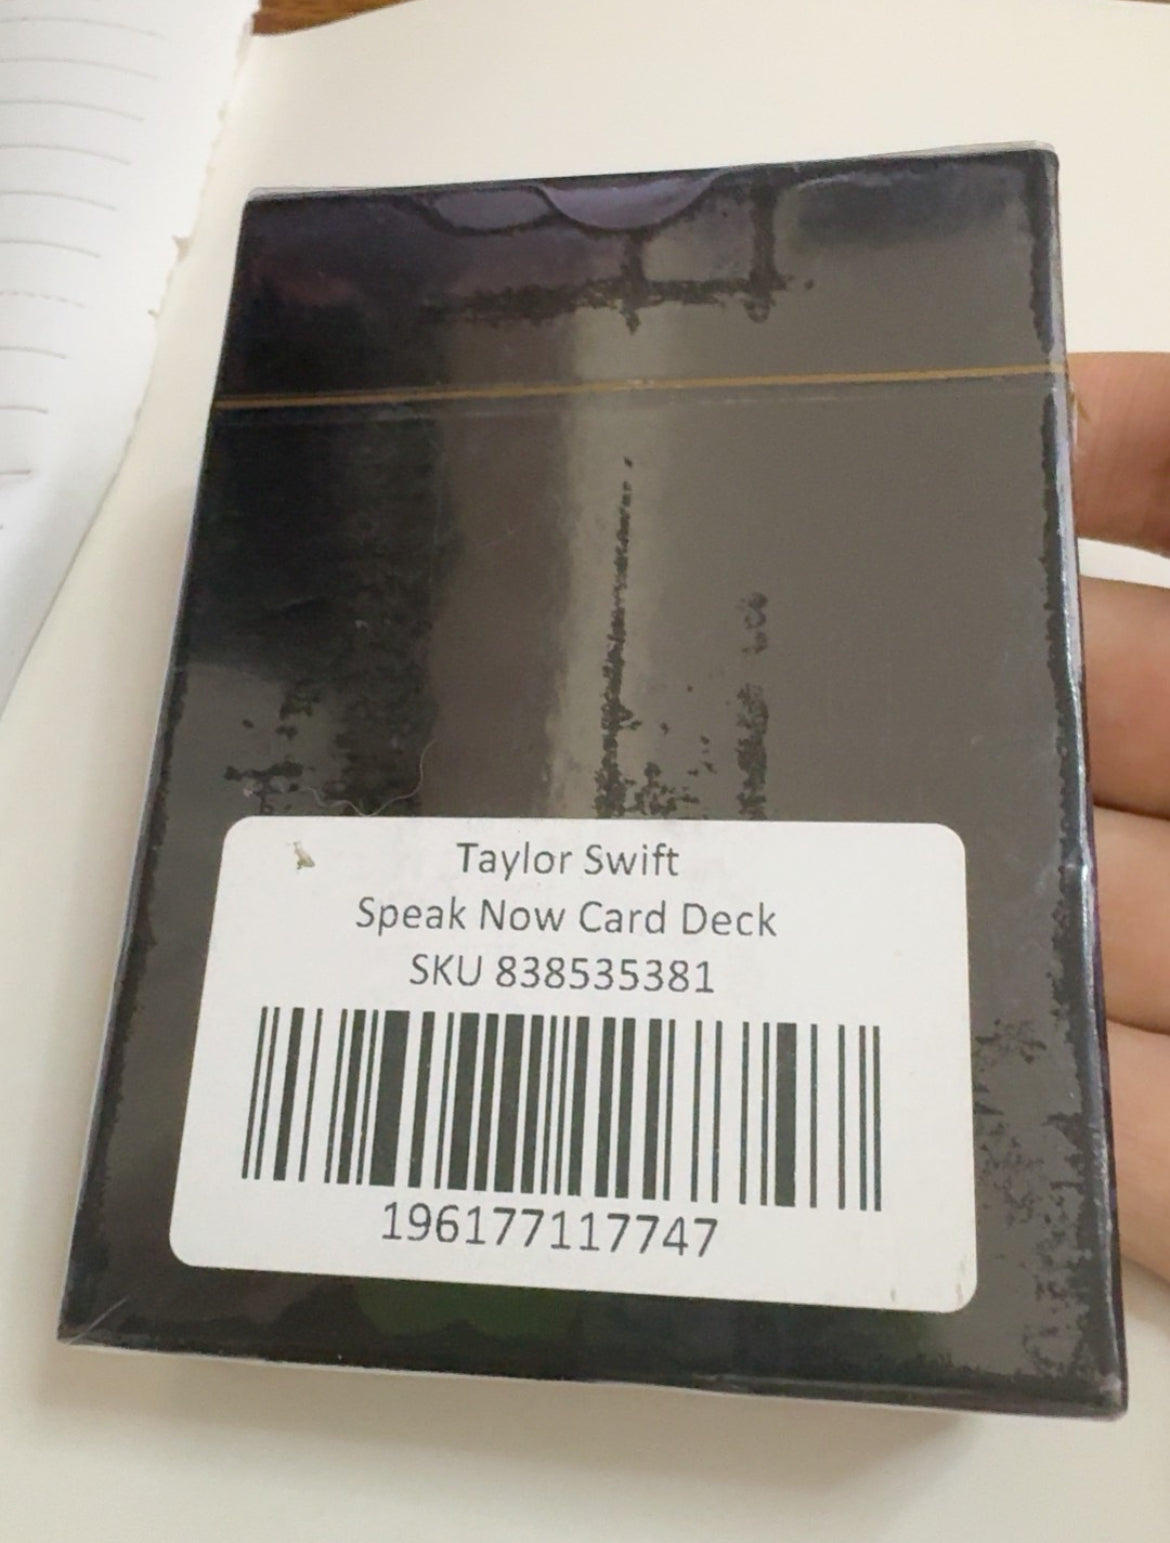 Taylor Swift
Speak Now Card Deck
SKU 838535381
196177117747